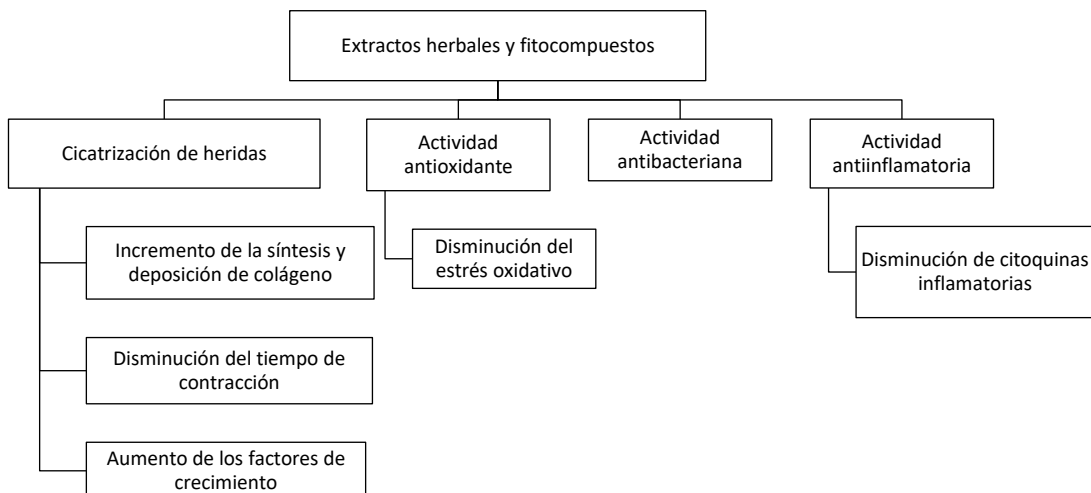 Extractos herbales y fitocompuestos
Cicatrización de heridas
Actividad
antioxidante
Actividad
antibacteriana
Actividad
antiinflamatoria
Incremento de la síntesis y
deposición de colágeno
Disminución del
estrés oxidativo
Disminución de citoquinas
inflamatorias
Disminución del tiempo de
contracción
Aumento de los factores de
crecimiento